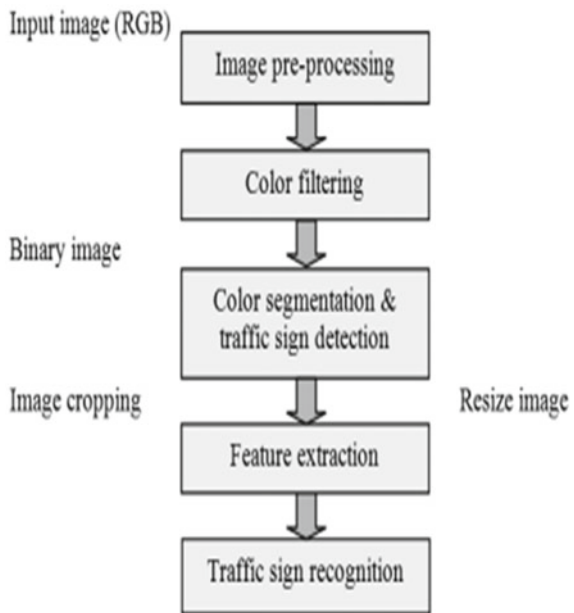 Input image (RGB)
Image pre-processing
Color filtering
Binary image
Color segmentation &
traffic sign detection
Image cropping
Resize image
Feature extraction
Traffic sign recognition